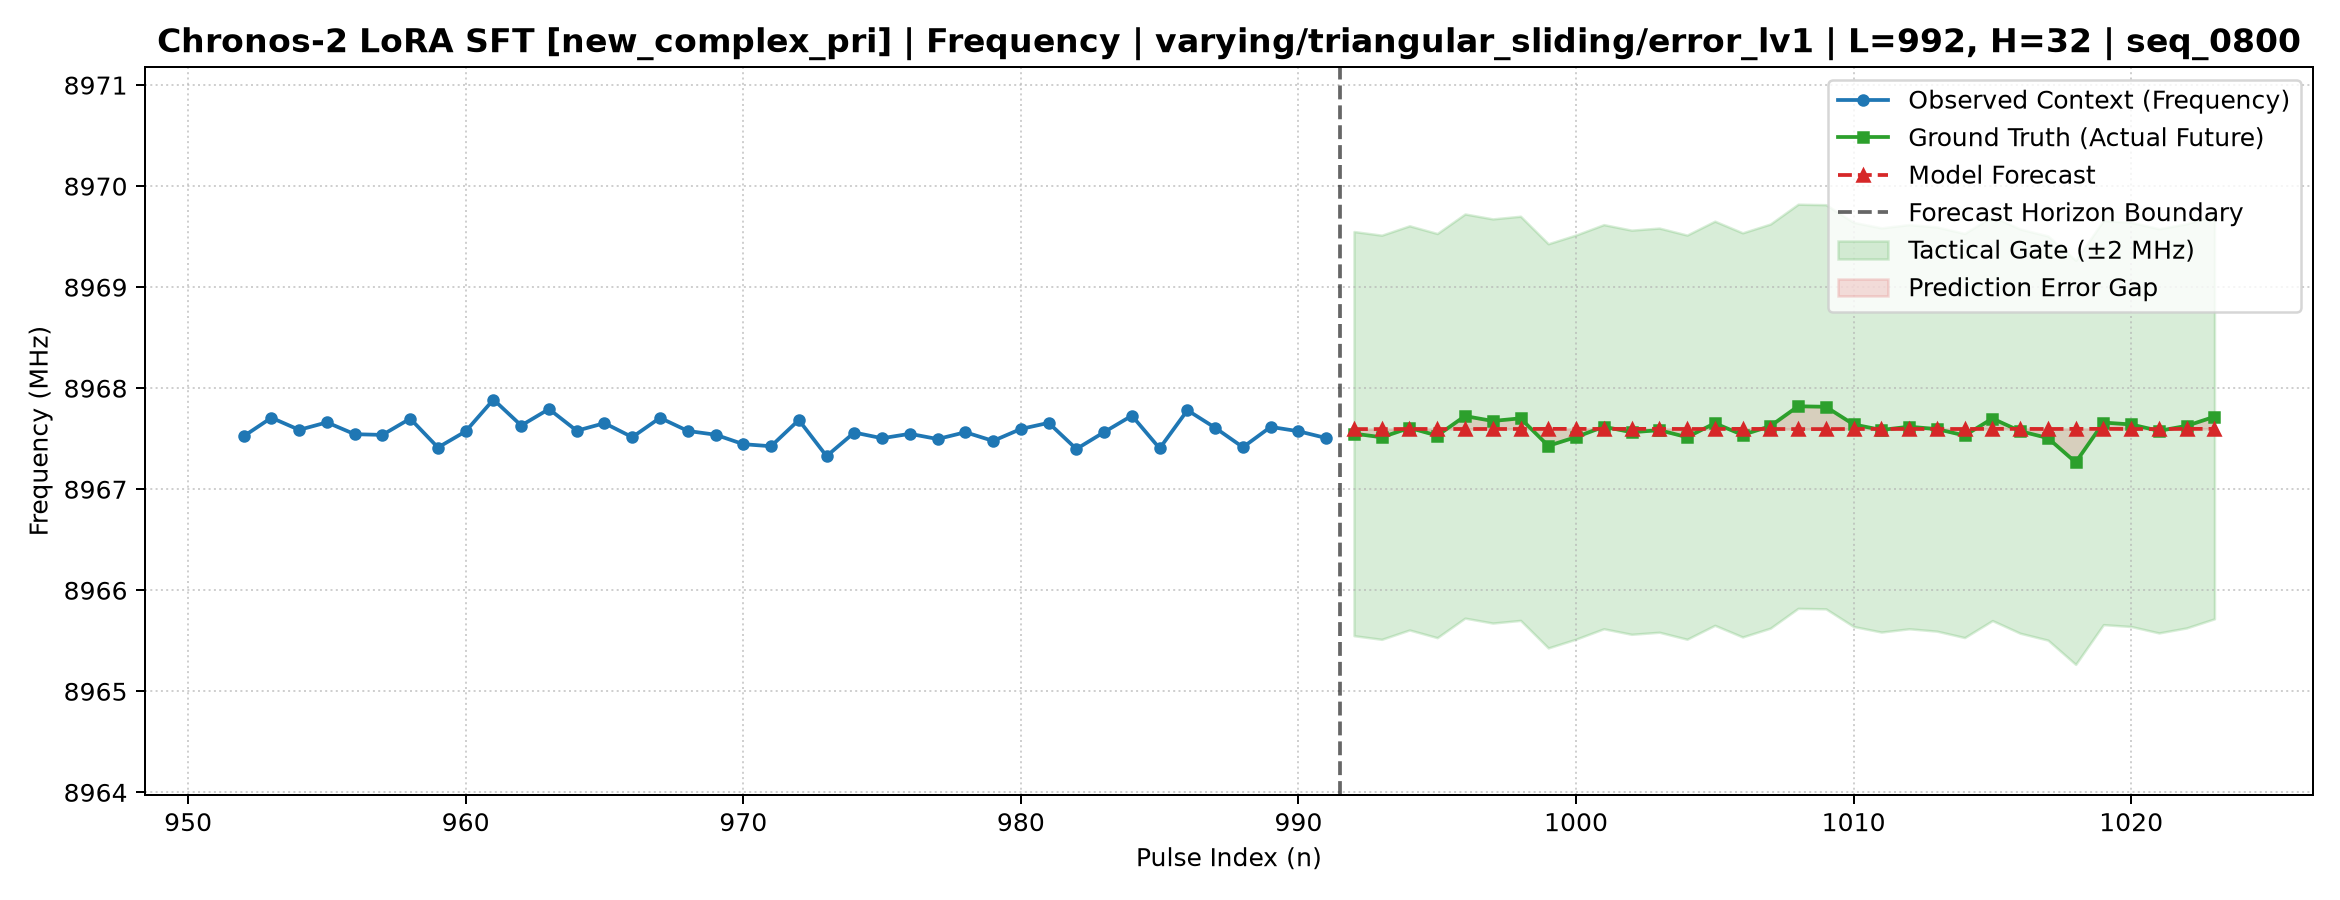 Chronos-2 LoRA SFT [new_complex_pri] | Frequency | varying/triangular_sliding/error_lv1 | L=992, H=32 | seq_0800
Frequency (MHz)
8971
8970
8969
8968
8967
8966
8965
8964
Observed Context (Frequency)
Ground Truth (Actual Future)
Model Forecast
Forecast Horizon Boundary
Tactical Gate (±2 MHz)
Prediction Error Gap
950
960
970
980
990
1000
1010
1020
Pulse Index (n)